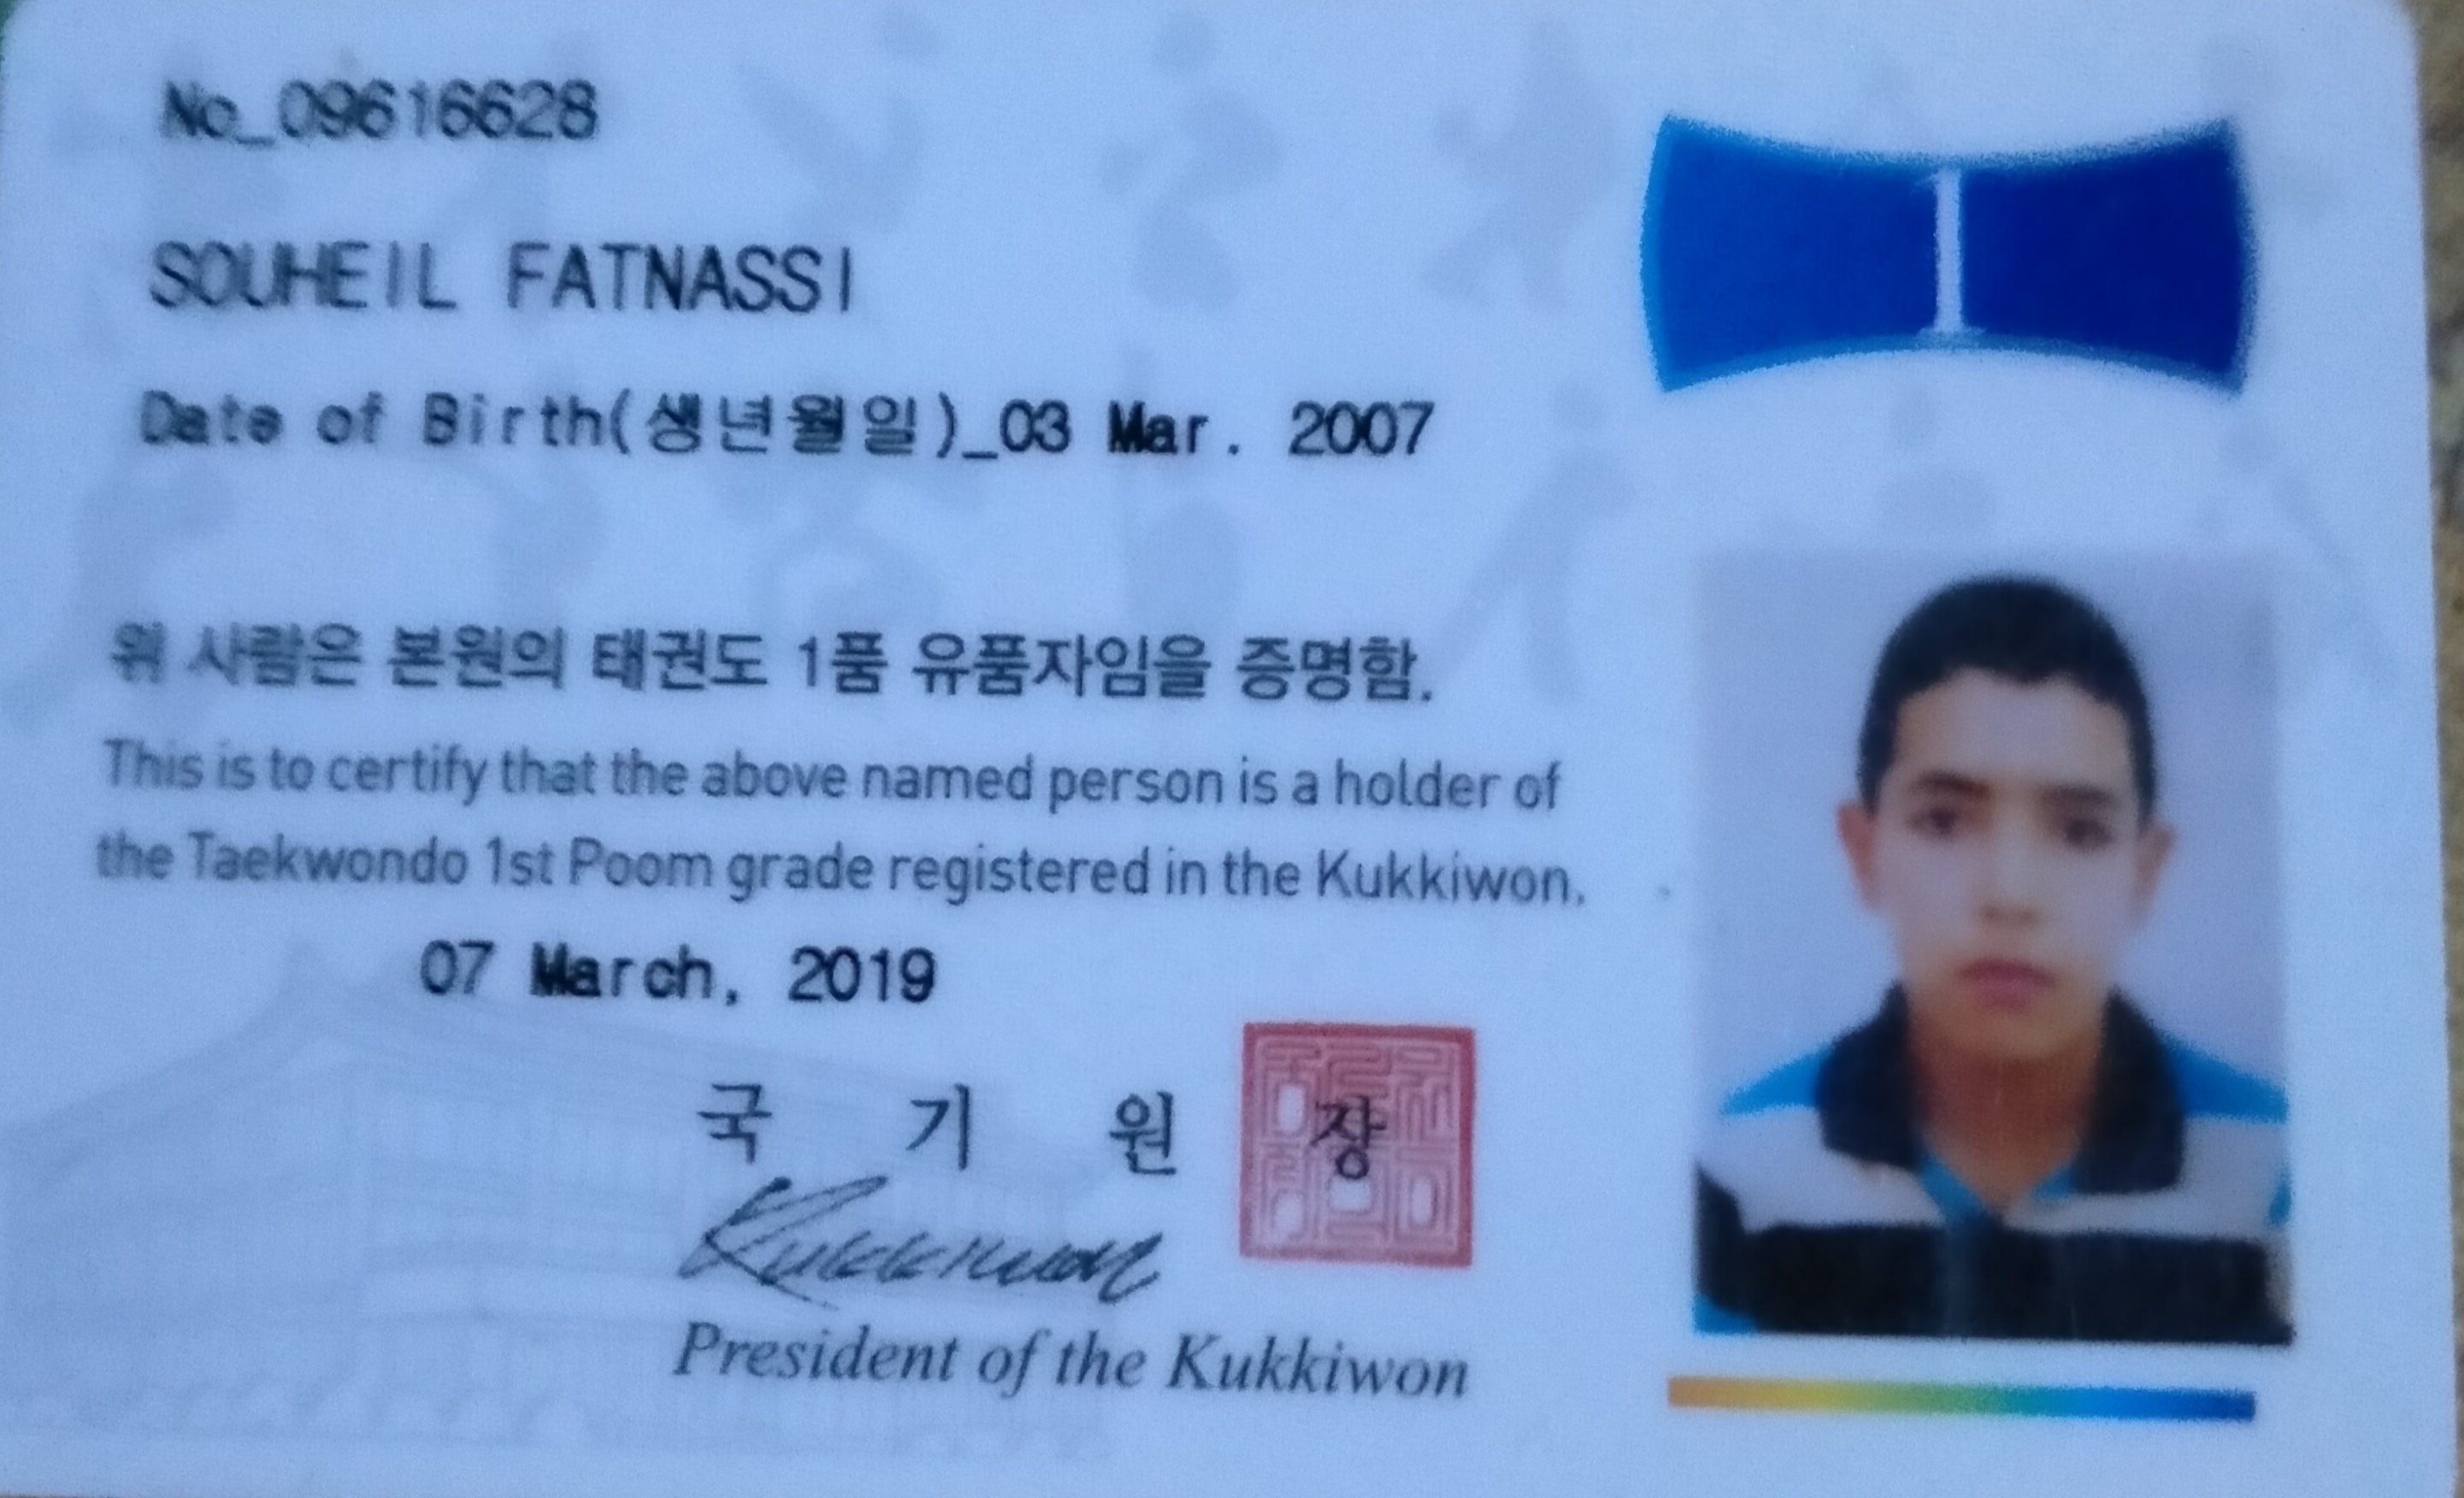 No_09616628
SOUHEIL FATNASSI
Date of Birth(생년월일)_03 Mar. 2007
위 사람은 본원의 태권도 1품 유품자임을 증명함.
This is to certify that the above named person is a holder of
the Taekwondo 1st Poom grade registered in the Kukkiwon.
07 March, 2019
국 기 원 장
Kukkiwon
President of the Kukkiwon